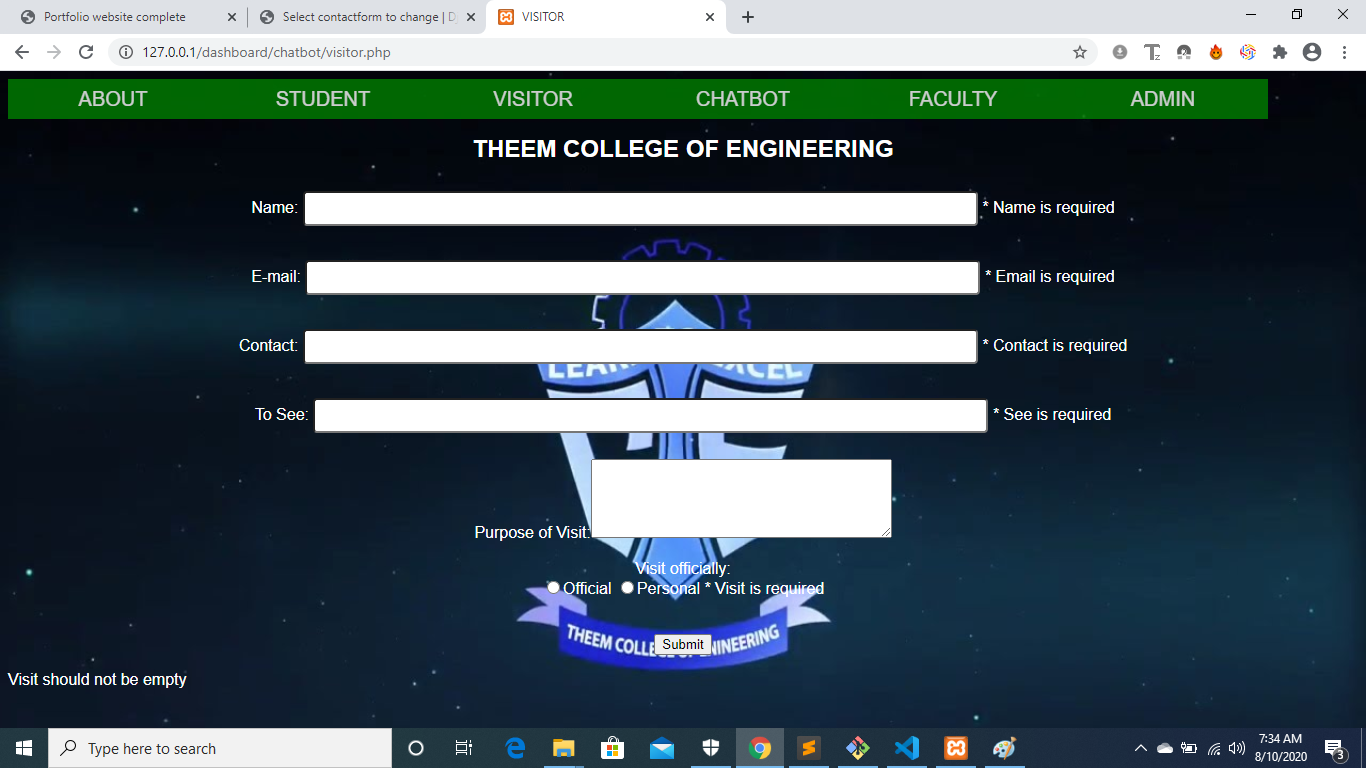 Portfolio website complete
Select contactform to change | D
VISITOR
127.0.0.1/dashboard/chatbot/visitor.php
ABOUT STUDENT VISITOR CHATBOT FACULTY ADMIN
THEEM COLLEGE OF ENGINEERING
Name: * Name is required
E-mail: * Email is required
Contact: * Contact is required
To See: * See is required
Purpose of Visit:
Visit officially:
Official Personal * Visit is required
THEEM
Submit
Visit should not be empty
Type here to search
7:34 AM
8/10/2020
3